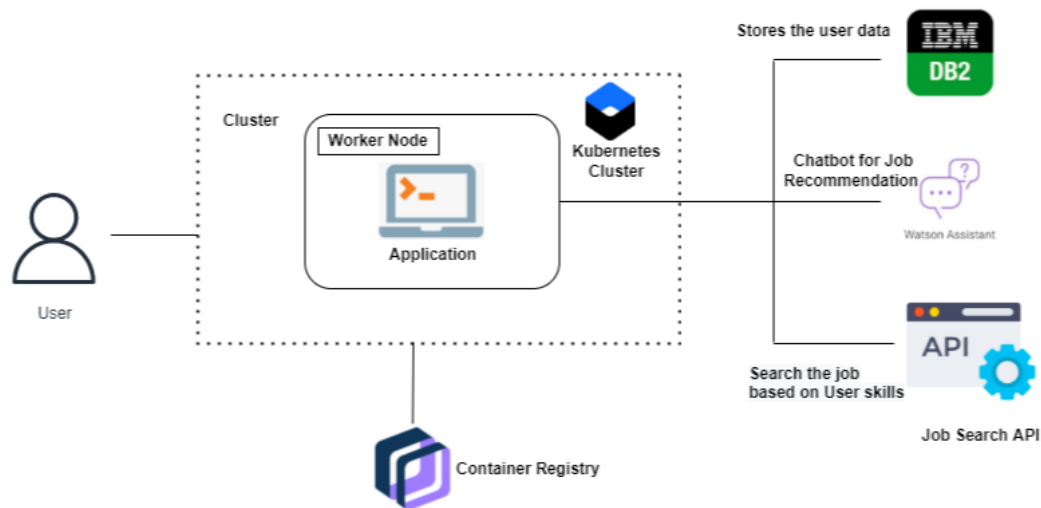 Stores the user data
IBM
DB2
Cluster
Worker Node
Kubernetes
Cluster
Chatbot for Job
Recommendation
?
Application
Watson Assistant
User
API
Search the job
based on User skills
Job Search API
Container Registry